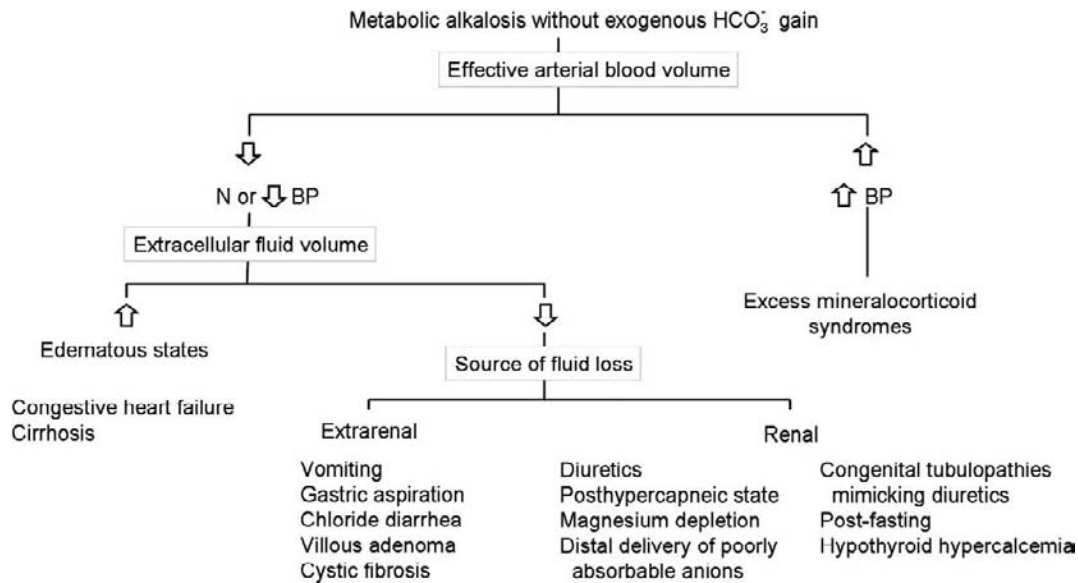 Metabolic alkalosis without exogenous HCO₃⁻ gain
Effective arterial blood volume
N or ⇩ BP
⇧ BP
Extracellular fluid volume
Excess mineralocorticoid
syndromes
Edematous states
Source of fluid loss
Congestive heart failure
Cirrhosis
Extrarenal
Renal
Vomiting
Gastric aspiration
Chloride diarrhea
Villous adenoma
Cystic fibrosis
Diuretics
Posthypercapneic state
Magnesium depletion
Distal delivery of poorly
absorbable anions
Congenital tubulopathies
mimicking diuretics
Post-fasting
Hypothyroid hypercalcemia